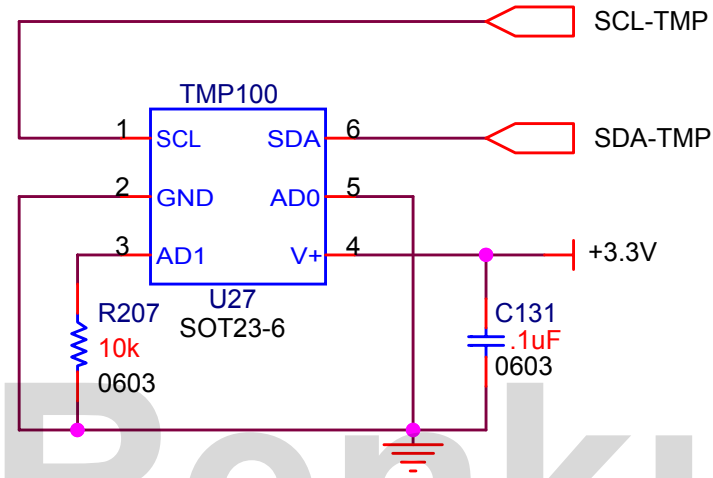 SCL-TMP
TMP100
1 SCL SDA 6 SDA-TMP
2 GND AD0 5
3 AD1 V+ 4 +3.3V
U27
SOT23-6
R207
10k
0603
C131
.1uF
0603